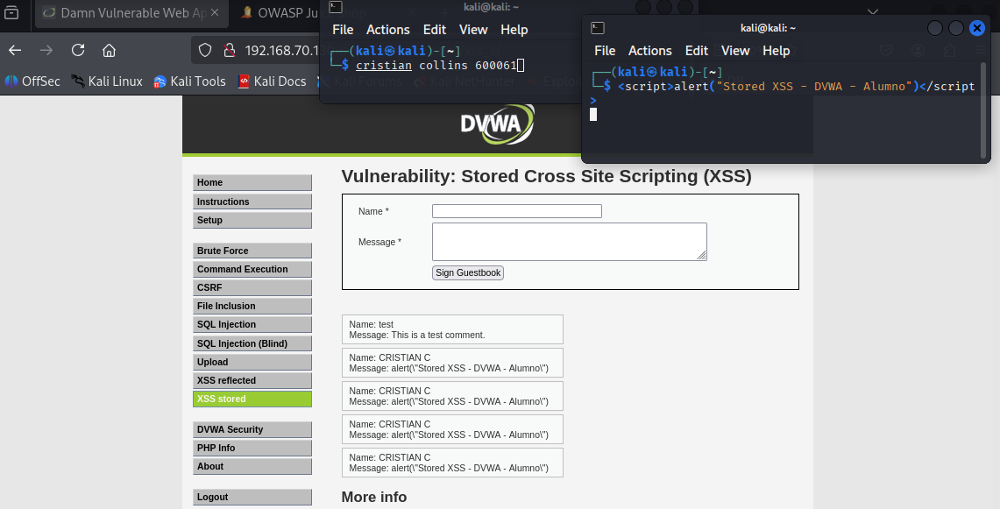 Damn Vulnerable Web Ap
OWASP Ju
kali@kali: ~
File Actions Edit View Help
┌──(kali㉿kali)-[~]
└─$ cristian collins 600061
kali@kali: ~
File Actions Edit View Help
┌──(kali㉿kali)-[~]
└─$ <script>alert("Stored XSS - DVWA - Alumno")</script
>
192.168.70.1
OffSec Kali Linux Kali Tools Kali Docs Kali Forums Kali NetHunter
DVWA
Home
Instructions
Setup
Brute Force
Command Execution
CSRF
File Inclusion
SQL Injection
SQL Injection (Blind)
Upload
XSS reflected
XSS stored
DVWA Security
PHP Info
About
Logout
Vulnerability: Stored Cross Site Scripting (XSS)
Name *
Message *
Sign Guestbook
Name: test
Message: This is a test comment.
Name: CRISTIAN C
Message: alert(\"Stored XSS - DVWA - Alumno\")
Name: CRISTIAN C
Message: alert(\"Stored XSS - DVWA - Alumno\")
Name: CRISTIAN C
Message: alert(\"Stored XSS - DVWA - Alumno\")
Name: CRISTIAN C
Message: alert(\"Stored XSS - DVWA - Alumno\")
More info